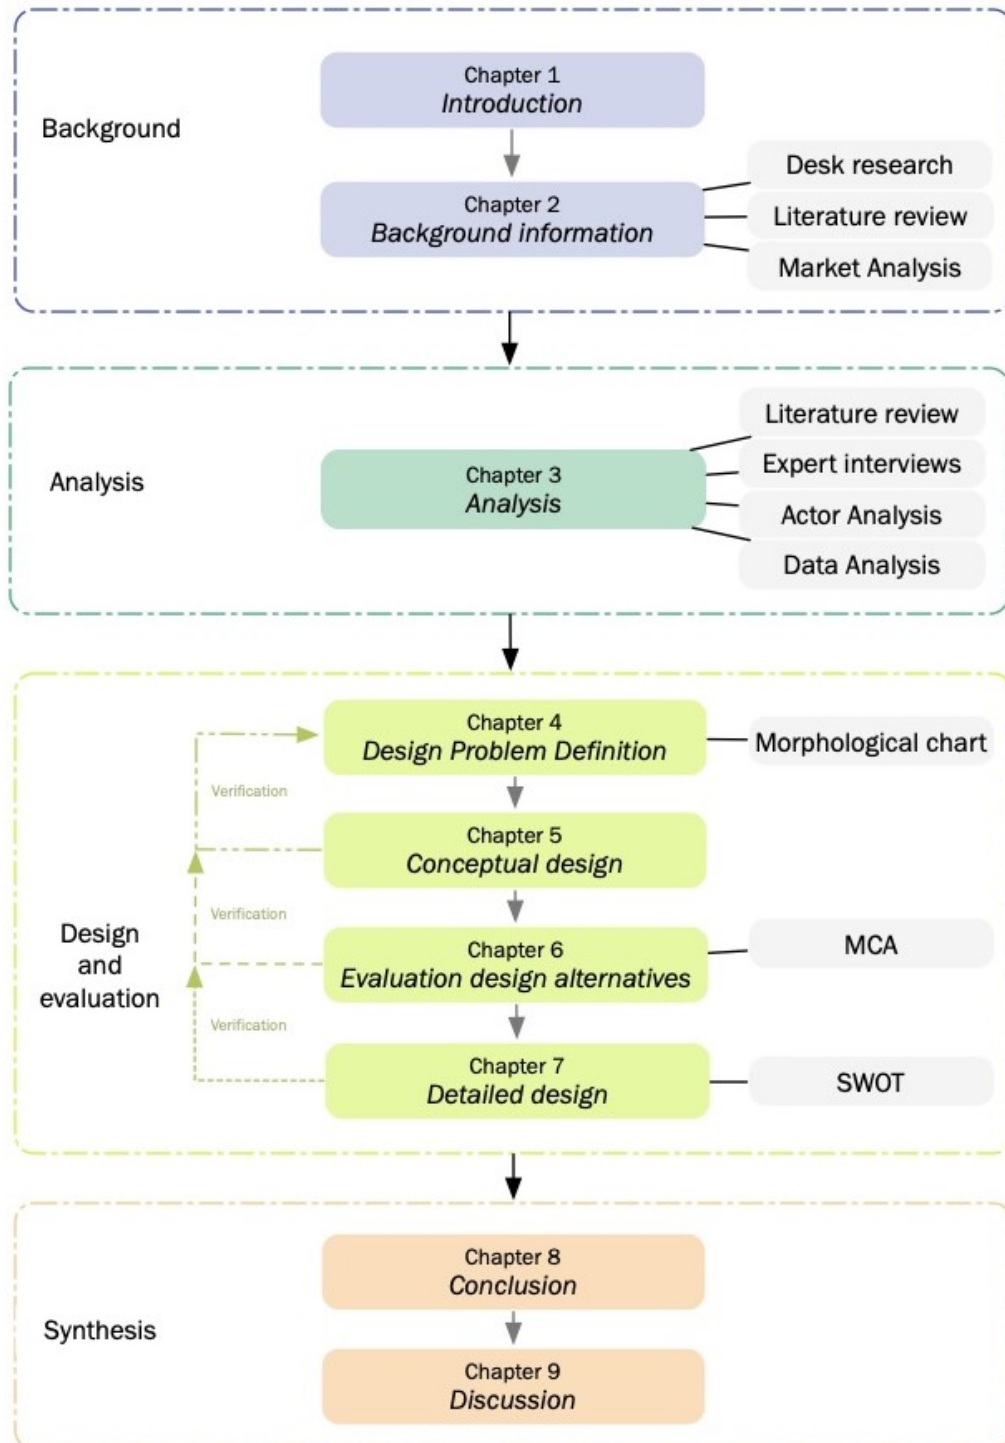 Background
Chapter 1
Introduction
Chapter 2
Background information
Desk research
Literature review
Market Analysis
Analysis
Chapter 3
Analysis
Literature review
Expert interviews
Actor Analysis
Data Analysis
Design
and
evaluation
Chapter 4
Design Problem Definition
Morphological chart
Verification
Chapter 5
Conceptual design
Verification
Chapter 6
Evaluation design alternatives
MCA
Verification
Chapter 7
Detailed design
SWOT
Synthesis
Chapter 8
Conclusion
Chapter 9
Discussion